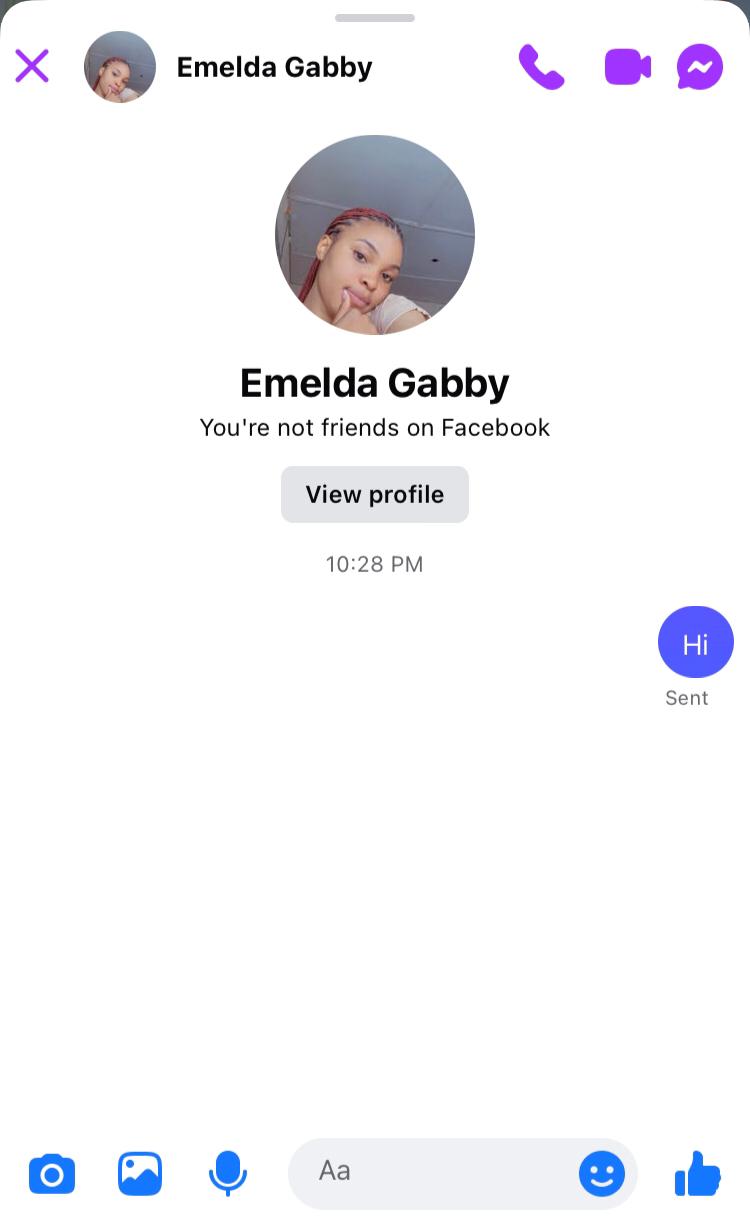 Emelda Gabby
Emelda Gabby
You're not friends on Facebook
View profile
10:28 PM
Hi
Sent
Aa